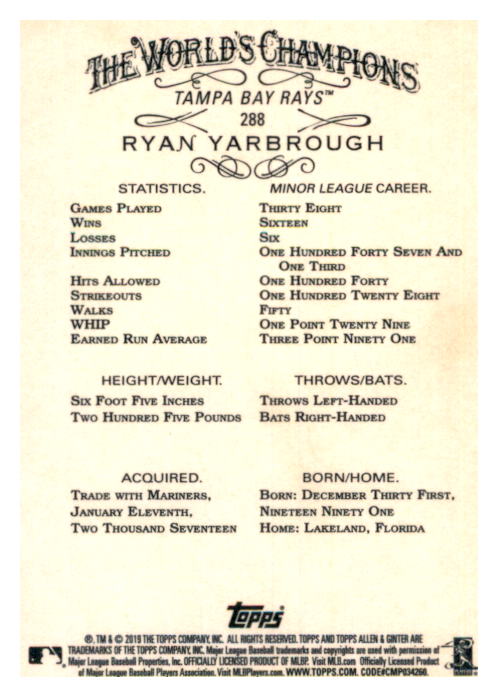 THE WORLD'S CHAMPIONS
TAMPA BAY RAYS™
288
RYAN YARBROUGH
STATISTICS. MINOR LEAGUE CAREER.
GAMES PLAYED THIRTY EIGHT
WINS SIXTEEN
LOSSES SIX
INNINGS PITCHED ONE HUNDRED FORTY SEVEN AND
ONE THIRD
HITS ALLOWED ONE HUNDRED FORTY
STRIKEOUTS ONE HUNDRED TWENTY EIGHT
WALKS FIFTY
WHIP ONE POINT TWENTY NINE
EARNED RUN AVERAGE THREE POINT NINETY ONE
HEIGHT/WEIGHT. THROWS/BATS.
SIX FOOT FIVE INCHES THROWS LEFT-HANDED
TWO HUNDRED FIVE POUNDS BATS RIGHT-HANDED
ACQUIRED. BORN/HOME.
TRADE WITH MARINERS, BORN: DECEMBER THIRTY FIRST,
JANUARY ELEVENTH, NINETEEN NINETY ONE
TWO THOUSAND SEVENTEEN HOME: LAKELAND, FLORIDA
Topps
®, TM & © 2019 THE TOPPS COMPANY, INC. ALL RIGHTS RESERVED. TOPPS AND TOPPS ALLEN & GINTER ARE
TRADEMARKS OF THE TOPPS COMPANY, INC. Major League Baseball trademarks and copyrights are used with permission of
Major League Baseball Properties, Inc. OFFICIALLY LICENSED PRODUCT OF MLBP. Visit MLB.com Officially Licensed Product
of Major League Baseball Players Association. Visit MLBPlayers.com. WWW.TOPPS.COM. CODE#CMP034260.